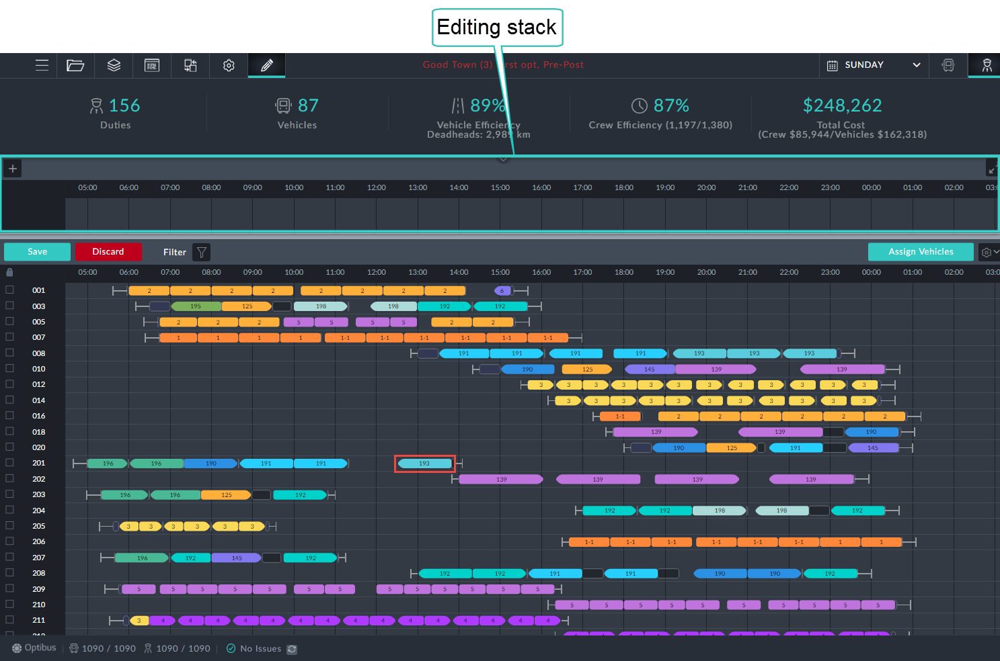 Editing stack
Good Town (3) rst opt, Pre-Post
SUNDAY
156
Duties
87
Vehicles
89%
Vehicle Efficiency
Deadheads: 2,989 km
87%
Crew Efficiency (1,197/1,380)
$248,262
Total Cost
(Crew $85,944/Vehicles $162,318)
+
05:00 06:00 07:00 08:00 09:00 10:00 11:00 12:00 13:00 14:00 15:00 16:00 17:00 18:00 19:00 20:00 21:00 22:00 23:00 00:00 01:00 02:00 03:0
Save Discard Filter Assign Vehicles
05:00 06:00 07:00 08:00 09:00 10:00 11:00 12:00 13:00 14:00 15:00 16:00 17:00 18:00 19:00 20:00 21:00 22:00 23:00 00:00 01:00 02:00 03:0
001 2 2 2 2 2 2 2 2 6
003 195 125 198 198 192 192
005 2 2 2 5 5 5 5 2 2
007 1 1 1 1 1-1 1-1 1-1 1-1 1-1 1-1
008 191 191 191 191 193 193 193
010 190 125 145 139 139
012 3 3 3 3 3 3 3 3 3 3 3
014 3 3 3 3 3 3 3 3 3 3 3
016 1-1 2 2 2 2 2 2
018 139 139 190
020 190 125 191 145
201 196 196 190 191 191 193
202 139 139 139 139
203 196 196 125 192
204 192 192 198 198 192
205 3 3 3 3 3 3
206 1-1 1-1 1-1 1-1 1-1 1-1 1 1
207 196 192 145 192
208 192 192 191 191 190 190 192
209 5 5 5 5 5 5 5 5 5 5 5 5 5
210 5 5 5 5 5 5 5 5 5 5
211 3 4 4 4 4 4 4 4 4 4 4 4 4 4 4 4
Optibus 1090 / 1090 1090 / 1090 No Issues